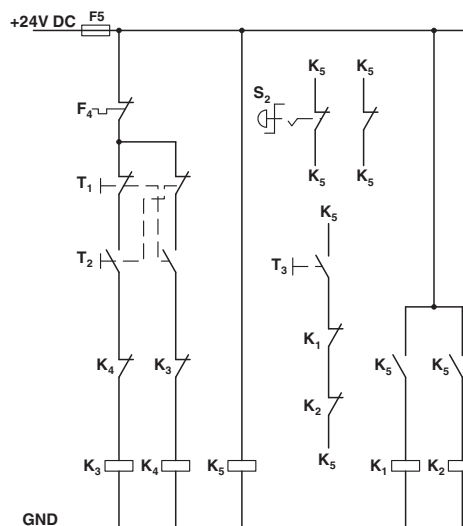 +24V DC F5
K₅ K₅
S₂
F₄
K₅ K₅
T₁
K₅
T₂ T₃
K₁
K₄ K₃ K₅ K₅
K₂
K₅
K₃ K₄ K₅ K₁ K₂
GND